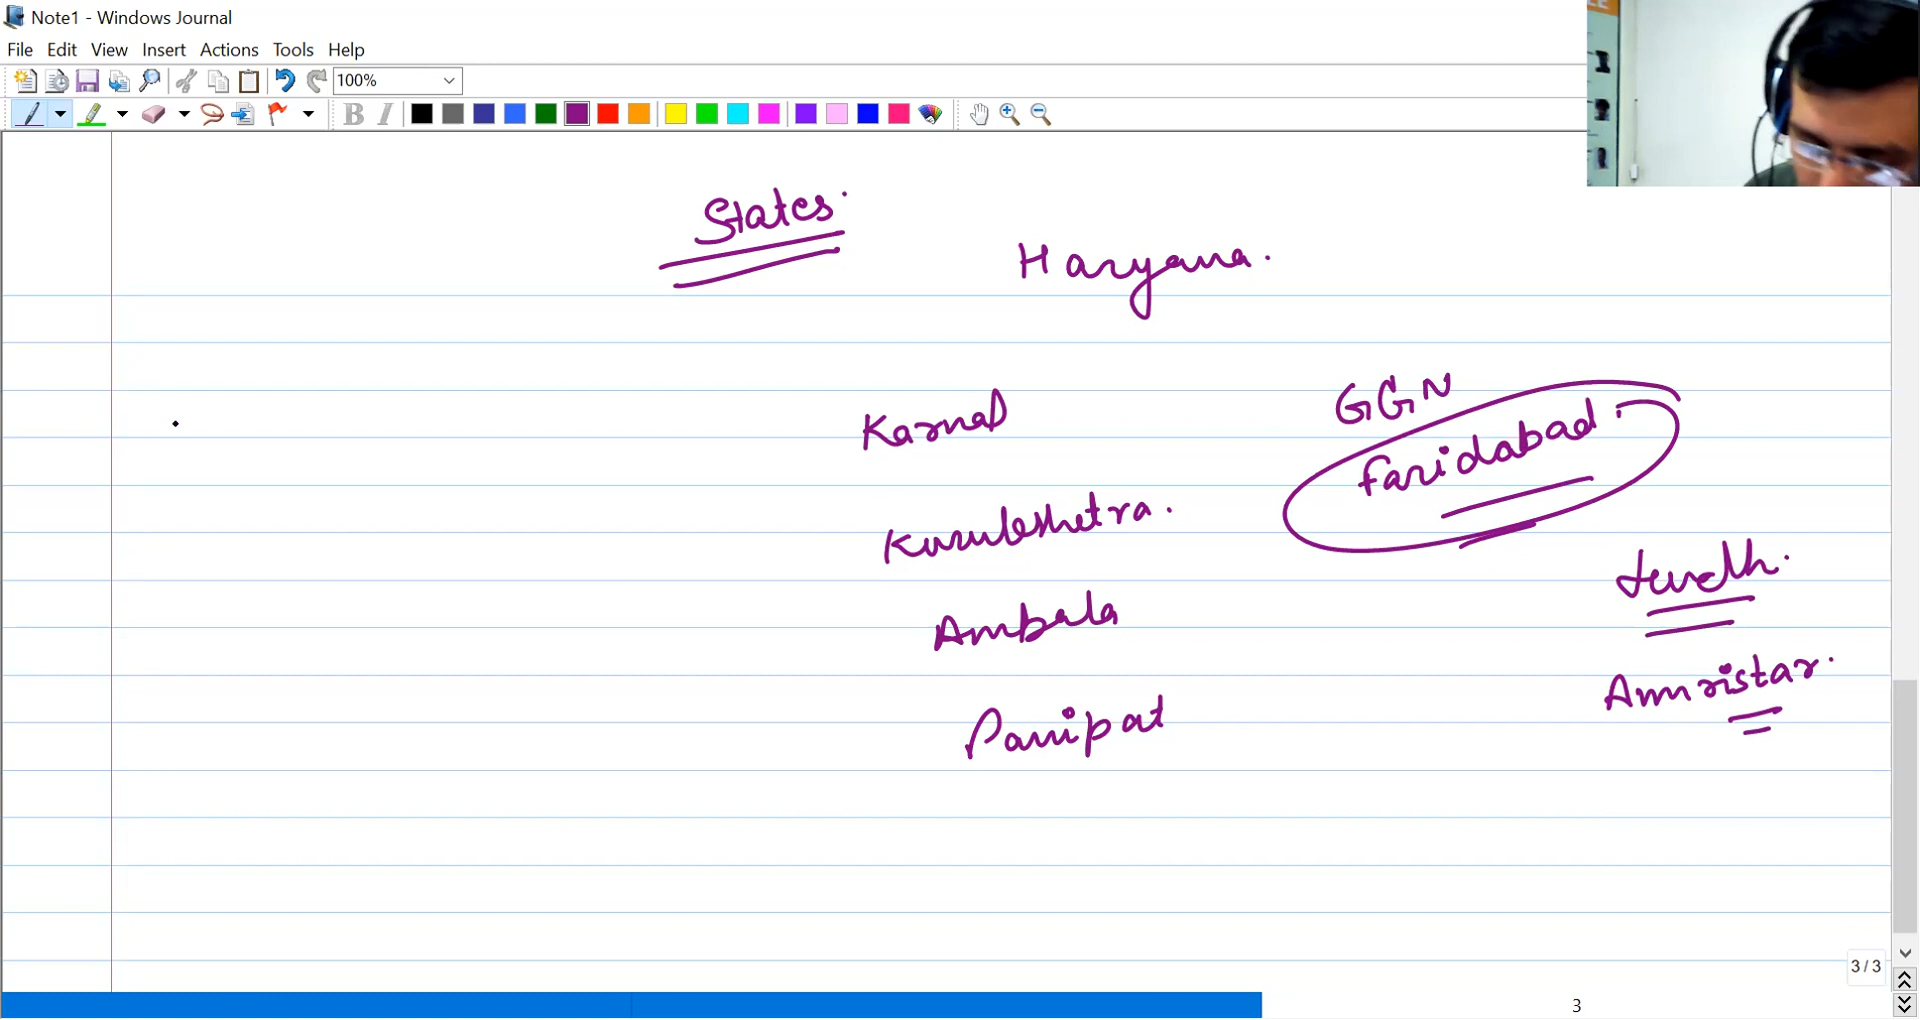 Note1 - Windows Journal
File Edit View Insert Actions Tools Help
100%
B I
States.
Haryana.
Karnal
GGN
Faridabad.
Kurukshetra.
Ambala
Amristar.
Panipat
3 / 3
3